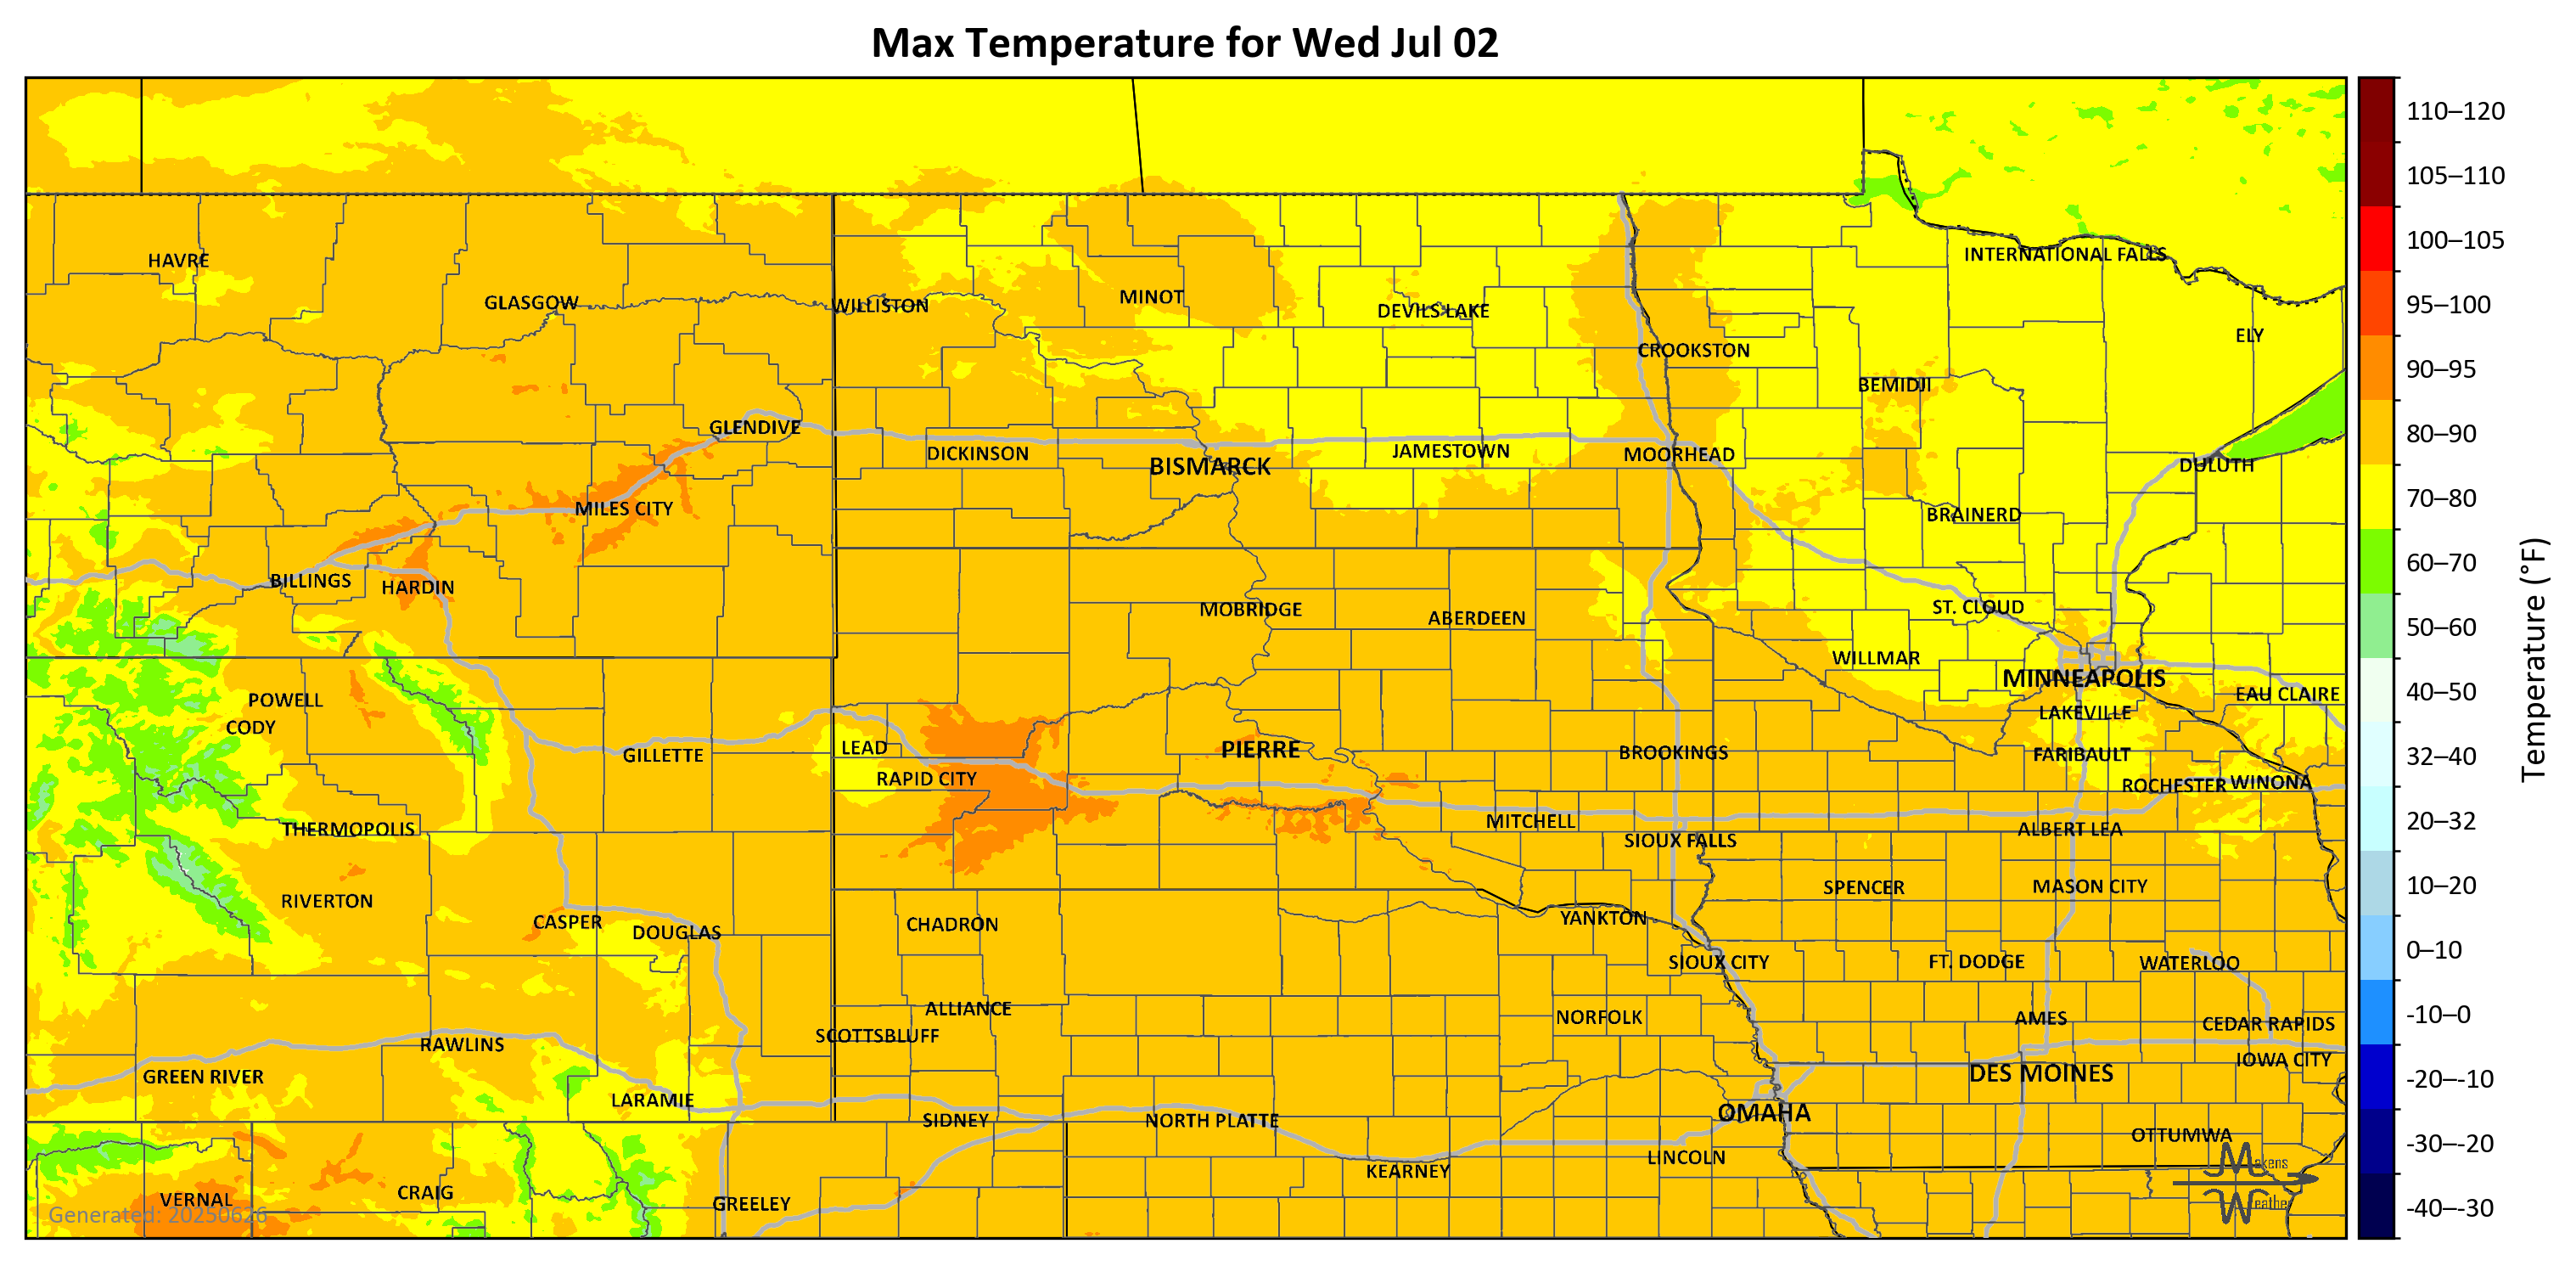 Max Temperature for Wed Jul 02
110–120
105–110
100–105
95–100
90–95
80–90
70–80
60–70
50–60
40–50
32–40
20–32
10–20
0–10
-10–0
-20–-10
-30–-20
-40–-30
Temperature (°F)
HAVRE
GLASGOW
WILLISTON
MINOT
DEVILS LAKE
INTERNATIONAL FALLS
ELY
CROOKSTON
BEMIDJI
GLENDIVE
DICKINSON
BISMARCK
JAMESTOWN
MOORHEAD
DULUTH
MILES CITY
BRAINERD
BILLINGS
HARDIN
MOBRIDGE
ABERDEEN
ST. CLOUD
WILLMAR
MINNEAPOLIS
EAU CLAIRE
POWELL
CODY
LAKEVILLE
GILLETTE
LEAD
PIERRE
BROOKINGS
FARIBAULT
RAPID CITY
ROCHESTER
WINONA
THERMOPOLIS
MITCHELL
SIOUX FALLS
ALBERT LEA
RIVERTON
SPENCER
MASON CITY
CASPER
DOUGLAS
CHADRON
YANKTON
SIOUX CITY
FT. DODGE
WATERLOO
ALLIANCE
NORFOLK
AMES
CEDAR RAPIDS
SCOTTSBLUFF
RAWLINS
IOWA CITY
GREEN RIVER
DES MOINES
LARAMIE
SIDNEY
NORTH PLATTE
OMAHA
OTTUMWA
KEARNEY
LINCOLN
VERNAL
CRAIG
GREELEY
Generated: 20250626
Makens
Weather